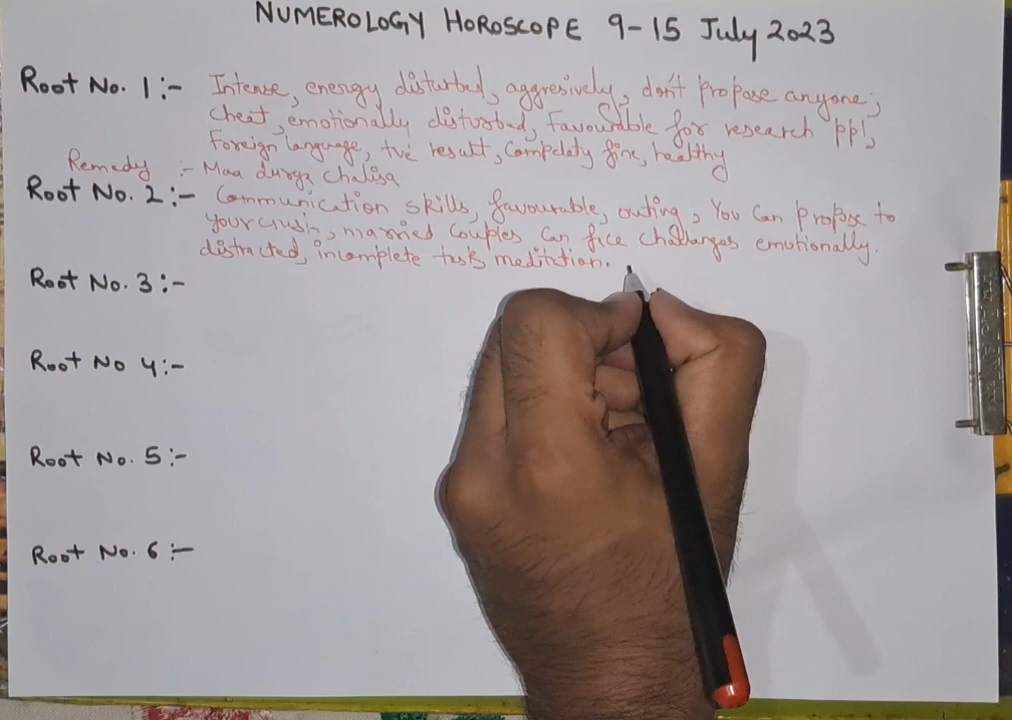 NUMEROLOGY HOROSCOPE 9-15 July 2023
Root No. 1:- Intense, energy disturbed, aggresively, don't propose anyone,
cheat, emotionally disturbed, Favourable for research ppl,
Foreign language, +ve result, Completely fine, healthy
Remedy :- Maa durga chalisa
Root No. 2:- Communication skills, favourable, outing, You Can propose to
your crush, married Couples Can face challanges emotionally.
distracted, incomplete tasks meditation.
Root No. 3:-
Root No 4:-
Root No. 5:-
Root No. 6:-